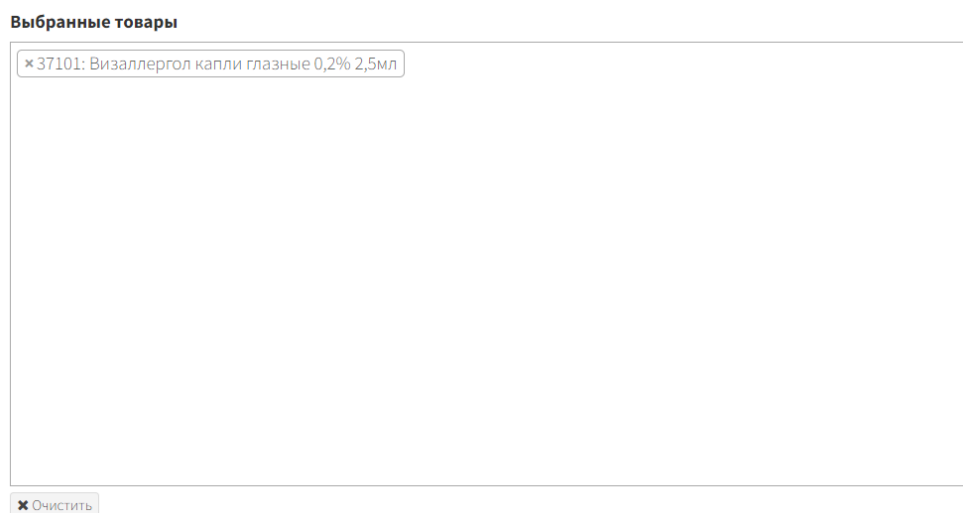 Выбранные товары
× 37101: Визаллергол капли глазные 0,2% 2,5мл
✖ Очистить